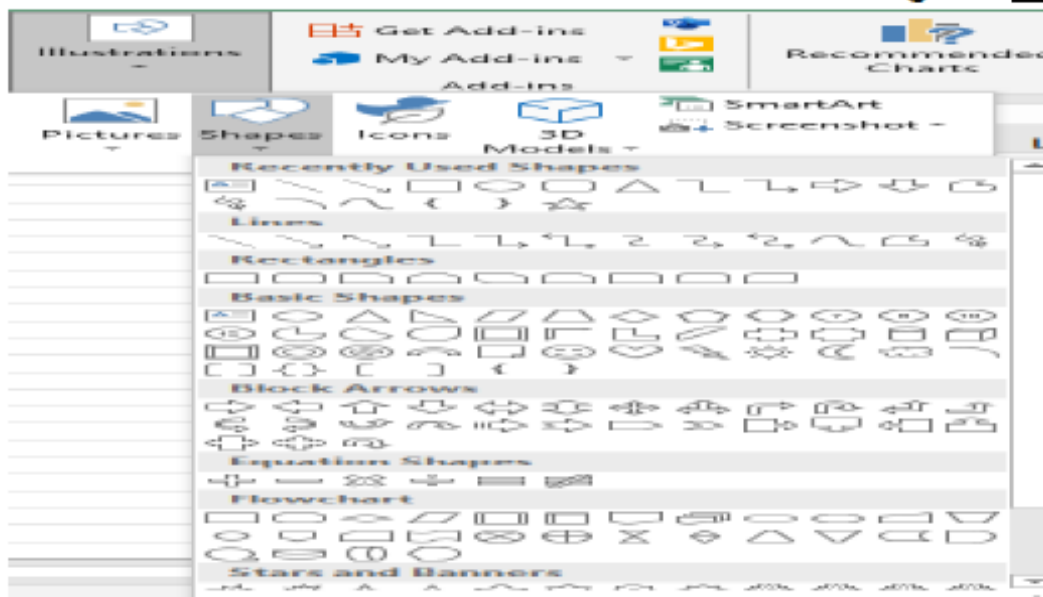 Illustrations
Get Add-ins
My Add-ins
Add-ins
Recommended
Charts
Pictures
Shapes
Icons
3D
Models
SmartArt
Screenshot
Recently Used Shapes
Lines
Rectangles
Basic Shapes
Block Arrows
Equation Shapes
Flowchart
Stars and Banners